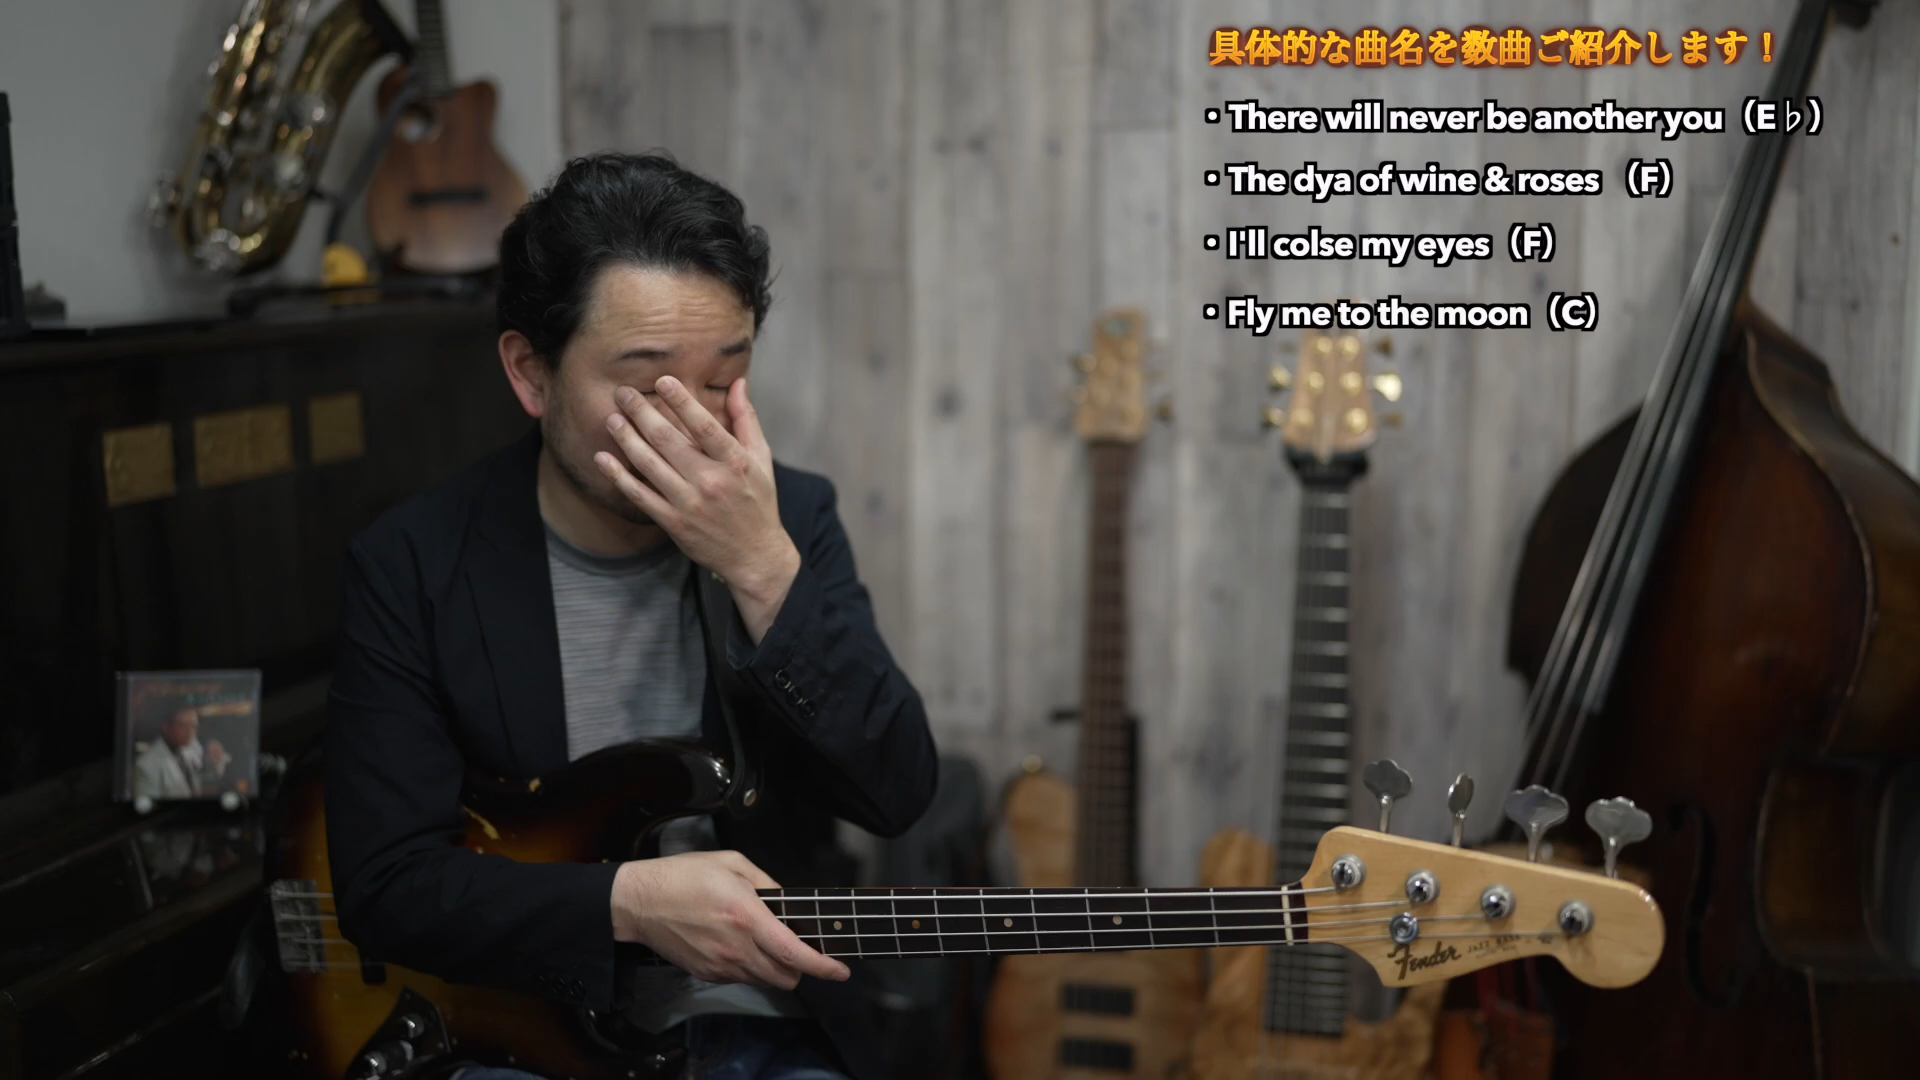 具体的な曲名を数曲ご紹介します！
・There will never be another you（E♭）
・The dya of wine & roses （F）
・I'll colse my eyes（F）
・Fly me to the moon（C）
Fender